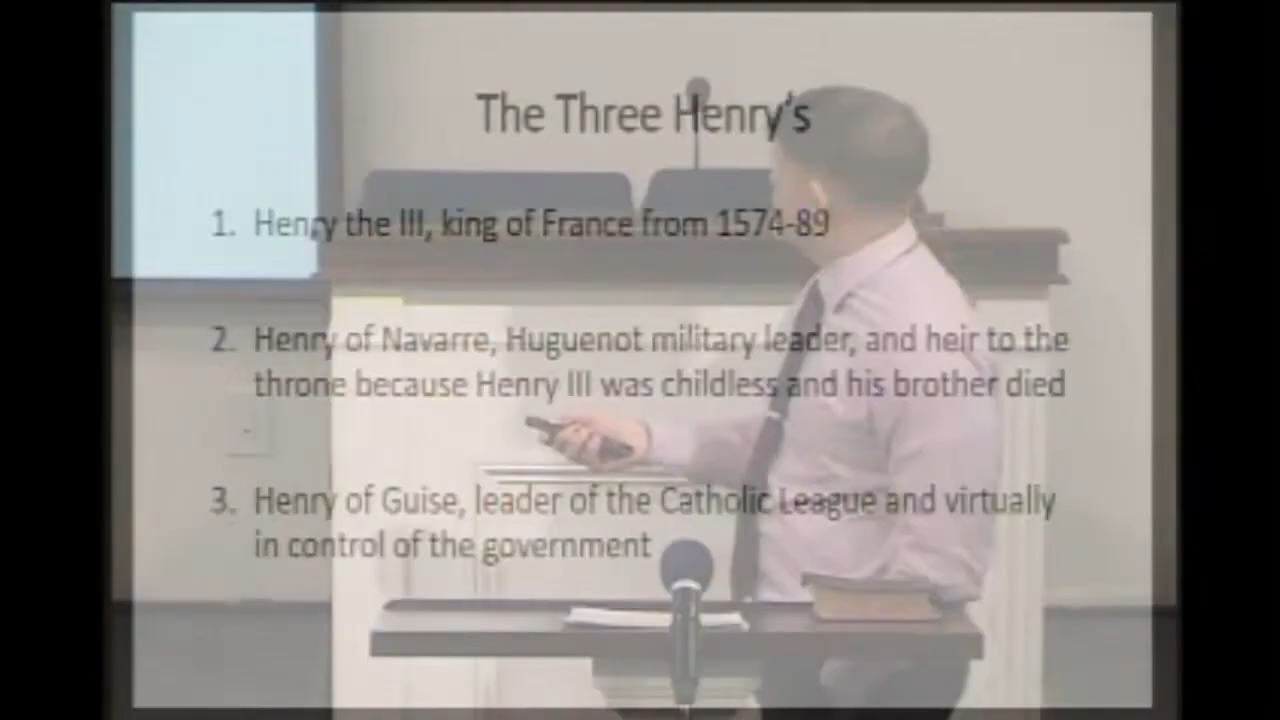 The Three Henry's
1. Henry the III, king of France from 1574-89
2. Henry of Navarre, Huguenot military leader, and heir to the
throne because Henry III was childless and his brother died
3. Henry of Guise, leader of the Catholic League and virtually
in control of the government